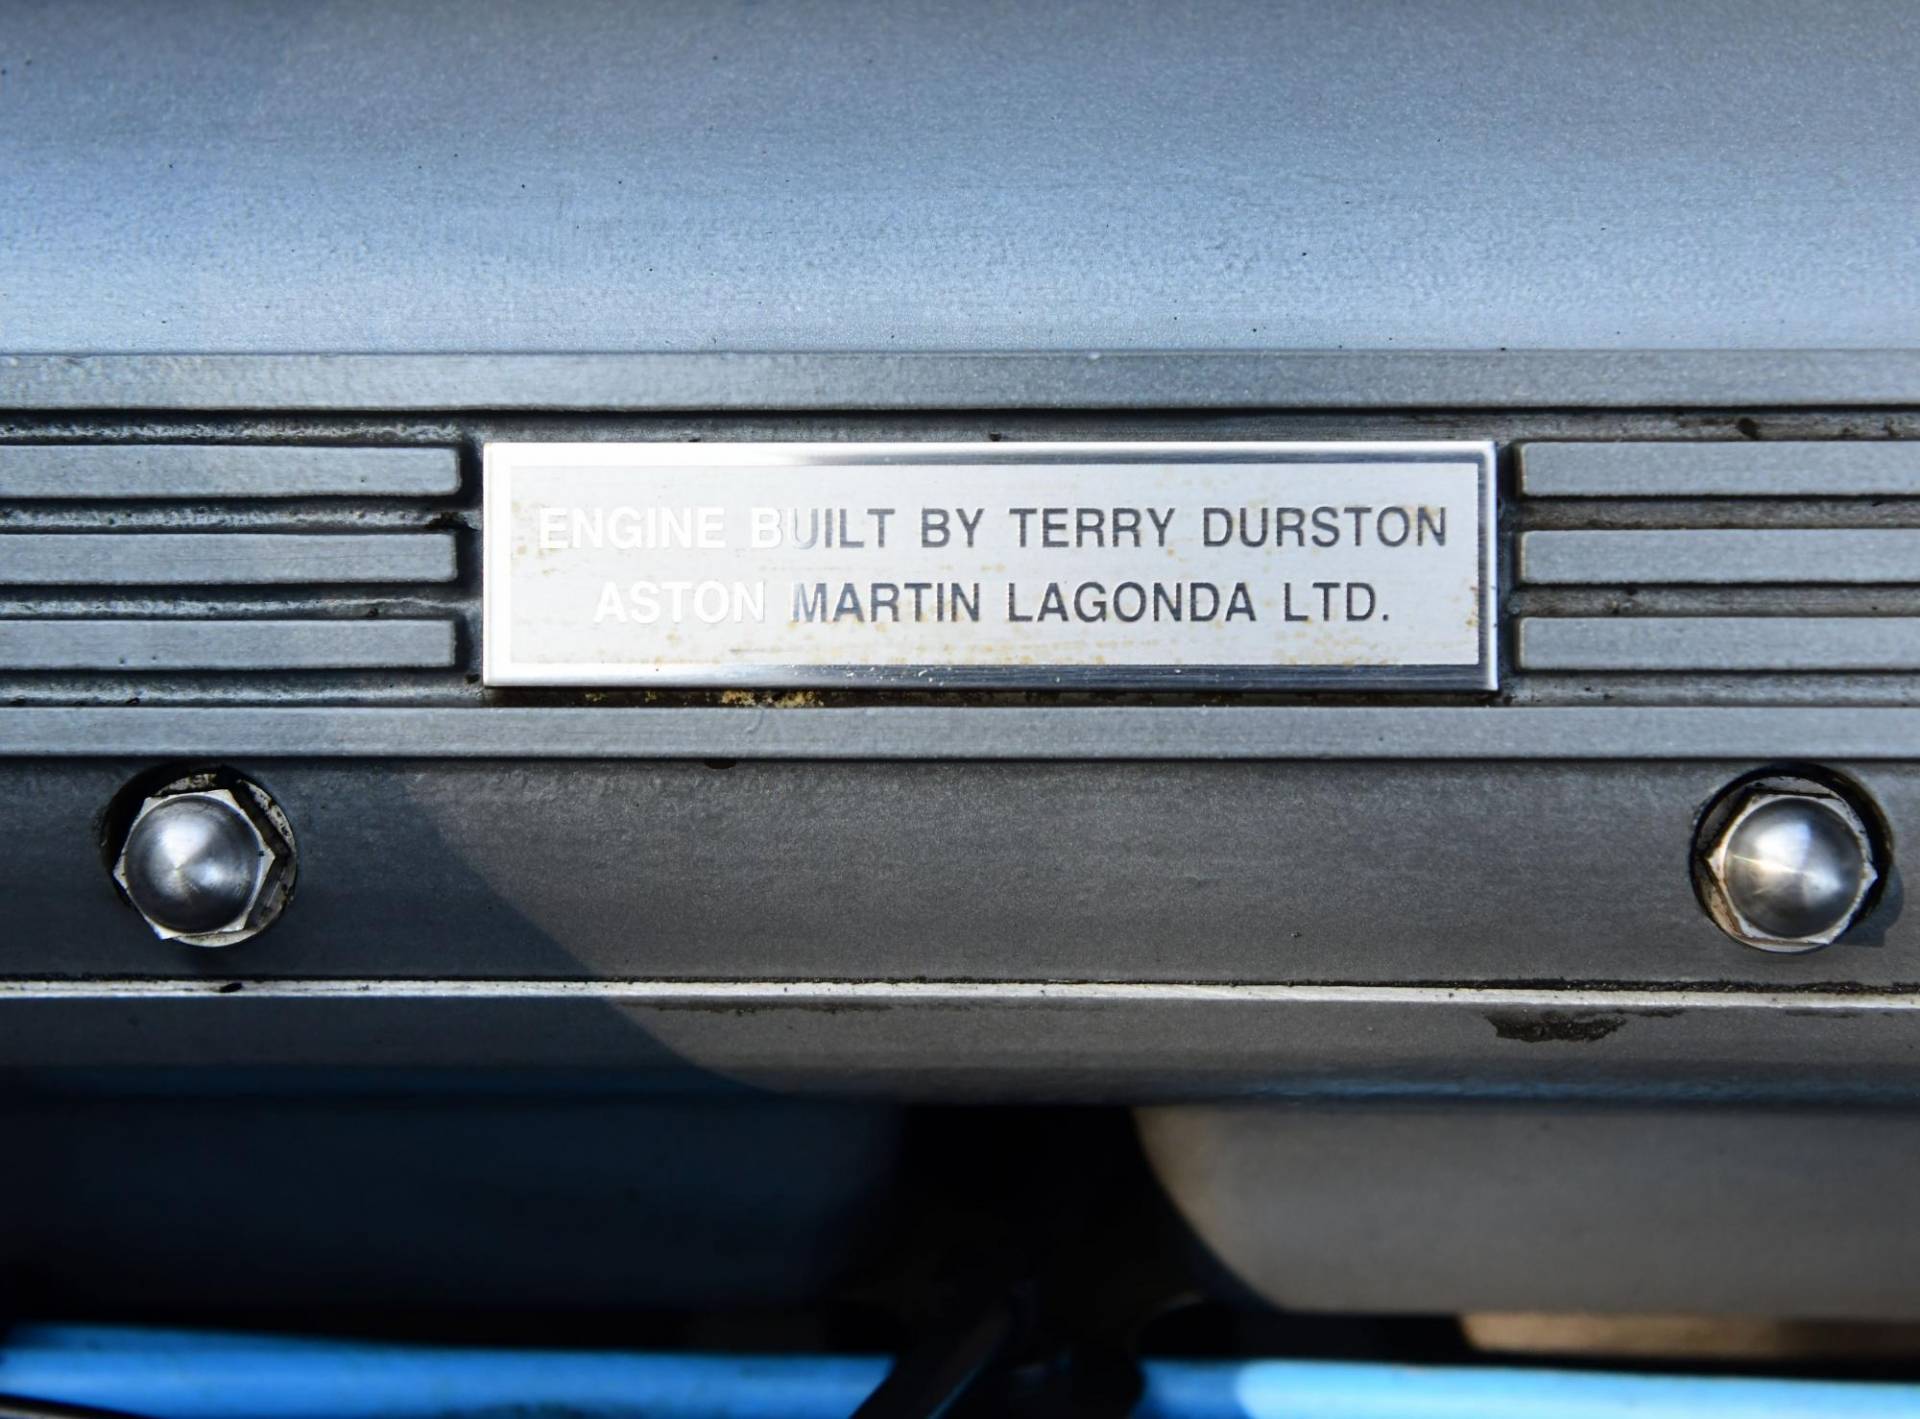 ENGINE BUILT BY TERRY DURSTON
ASTON MARTIN LAGONDA LTD.